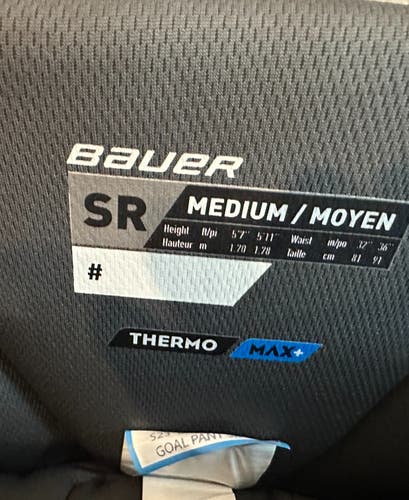 BAUER
SR MEDIUM / MOYEN
Height ft/pi 5'7" 5'11" Waist in/po 32" 36"
Hauteur m 1.70 1.78 Taille cm 81 91
#
THERMO MAX+
GOAL PANT